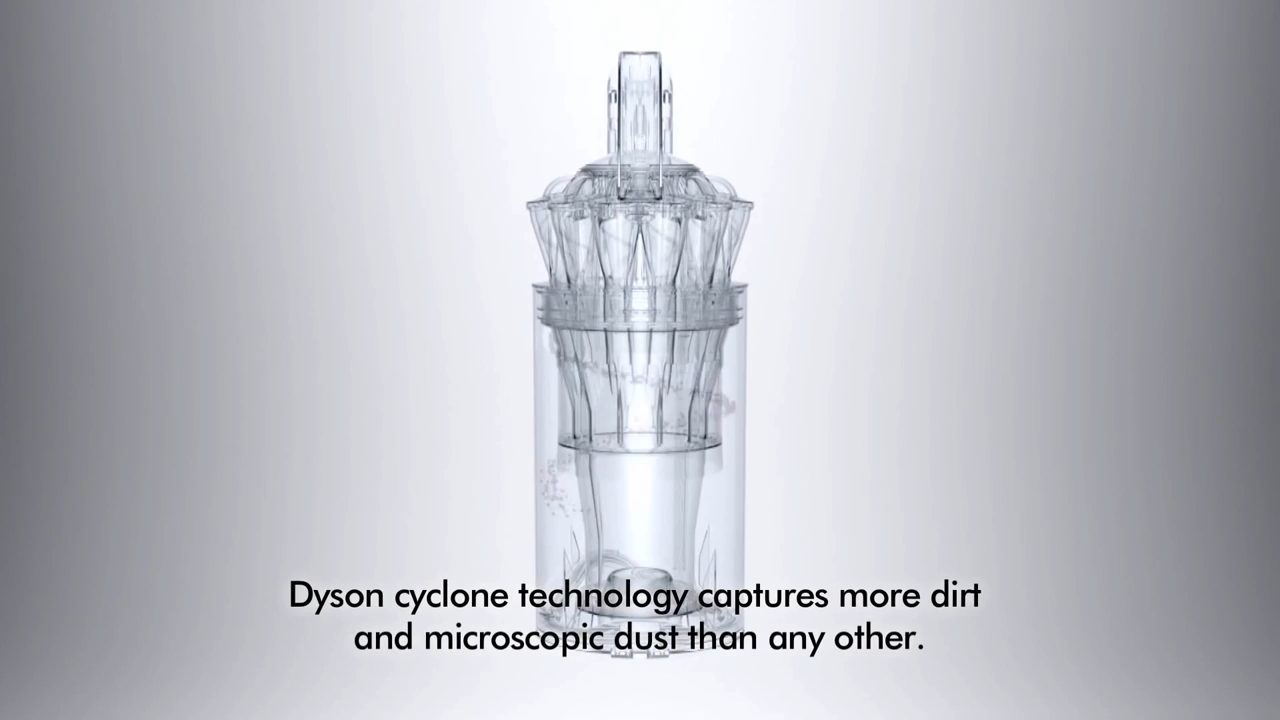 Dyson cyclone technology captures more dirt
and microscopic dust than any other.